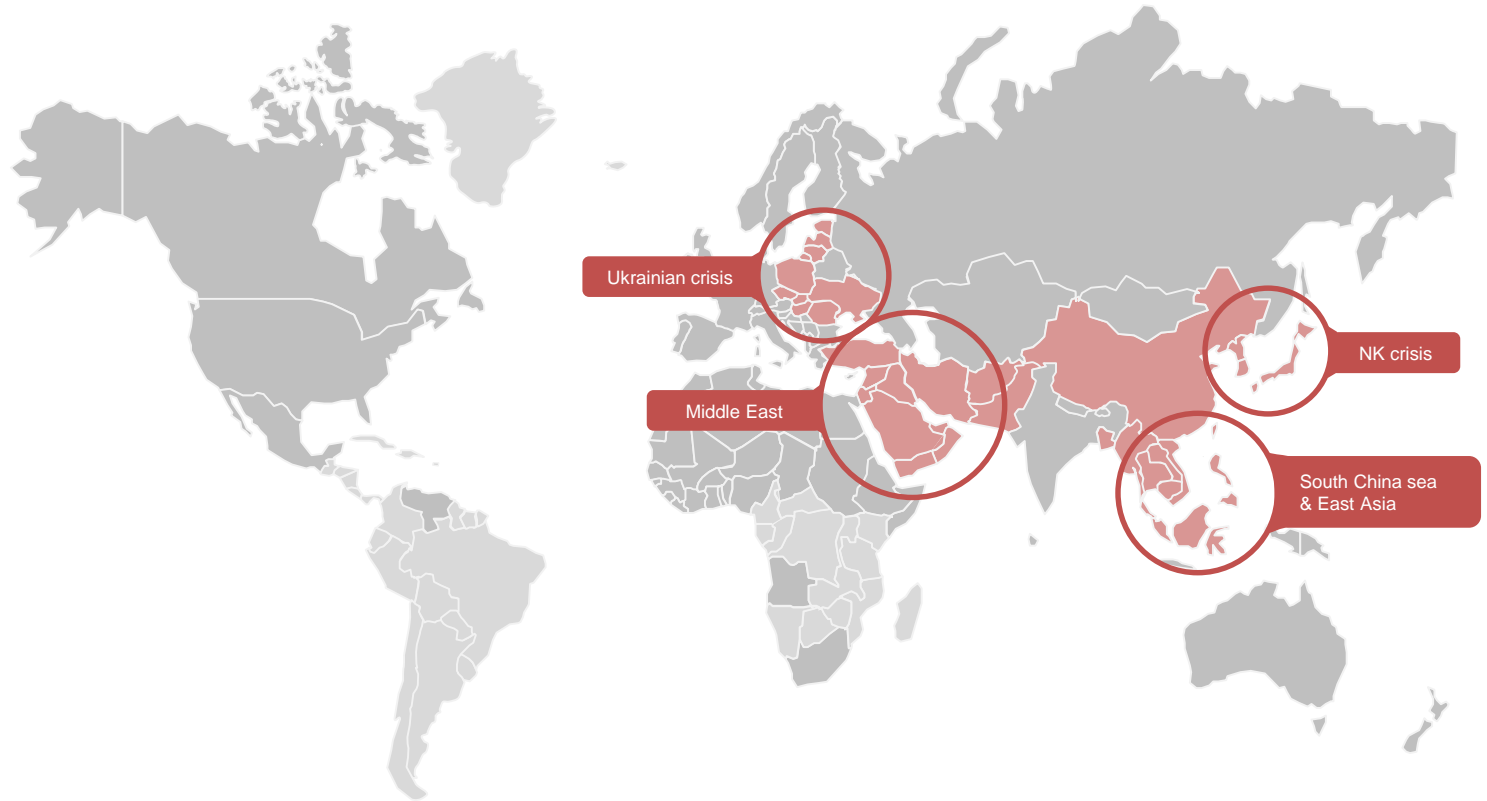 Ukrainian crisis
NK crisis
Middle East
South China sea
& East Asia